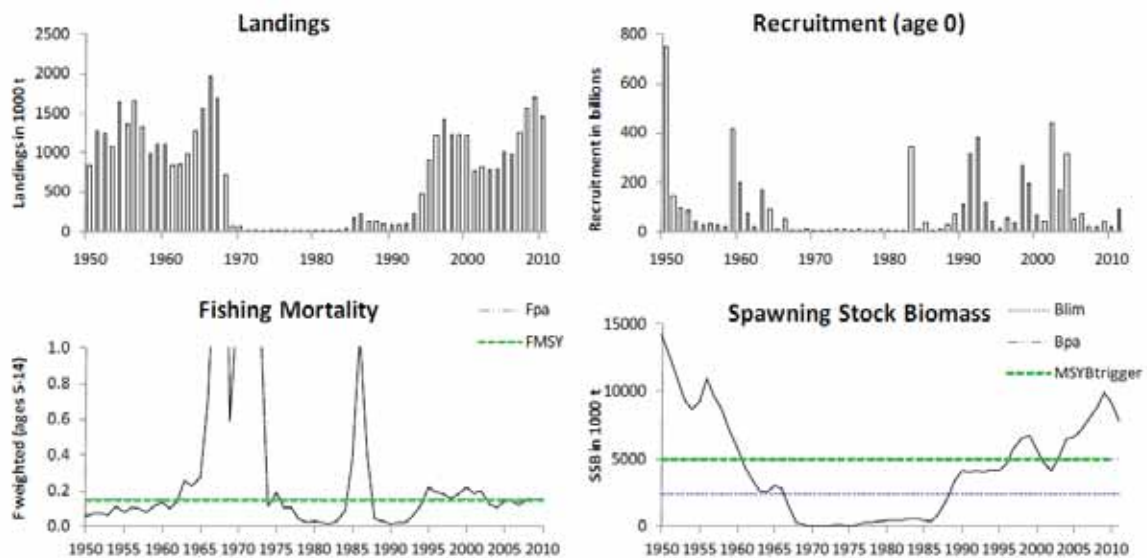 Landings
Landings in 1000 t
2500
2000
1500
1000
500
0
1950 1960 1970 1980 1990 2000 2010
Recruitment (age 0)
Recruitment in billions
800
600
400
200
0
1950 1960 1970 1980 1990 2000 2010
Fishing Mortality
Fpa
FMSY
F weighted (ages 5-14)
1.0
0.8
0.6
0.4
0.2
0.0
1950 1955 1960 1965 1970 1975 1980 1985 1990 1995 2000 2005 2010
Spawning Stock Biomass
Blim
Bpa
MSYBtrigger
SSB in 1000 t
15000
10000
5000
0
1950 1955 1960 1965 1970 1975 1980 1985 1990 1995 2000 2005 2010